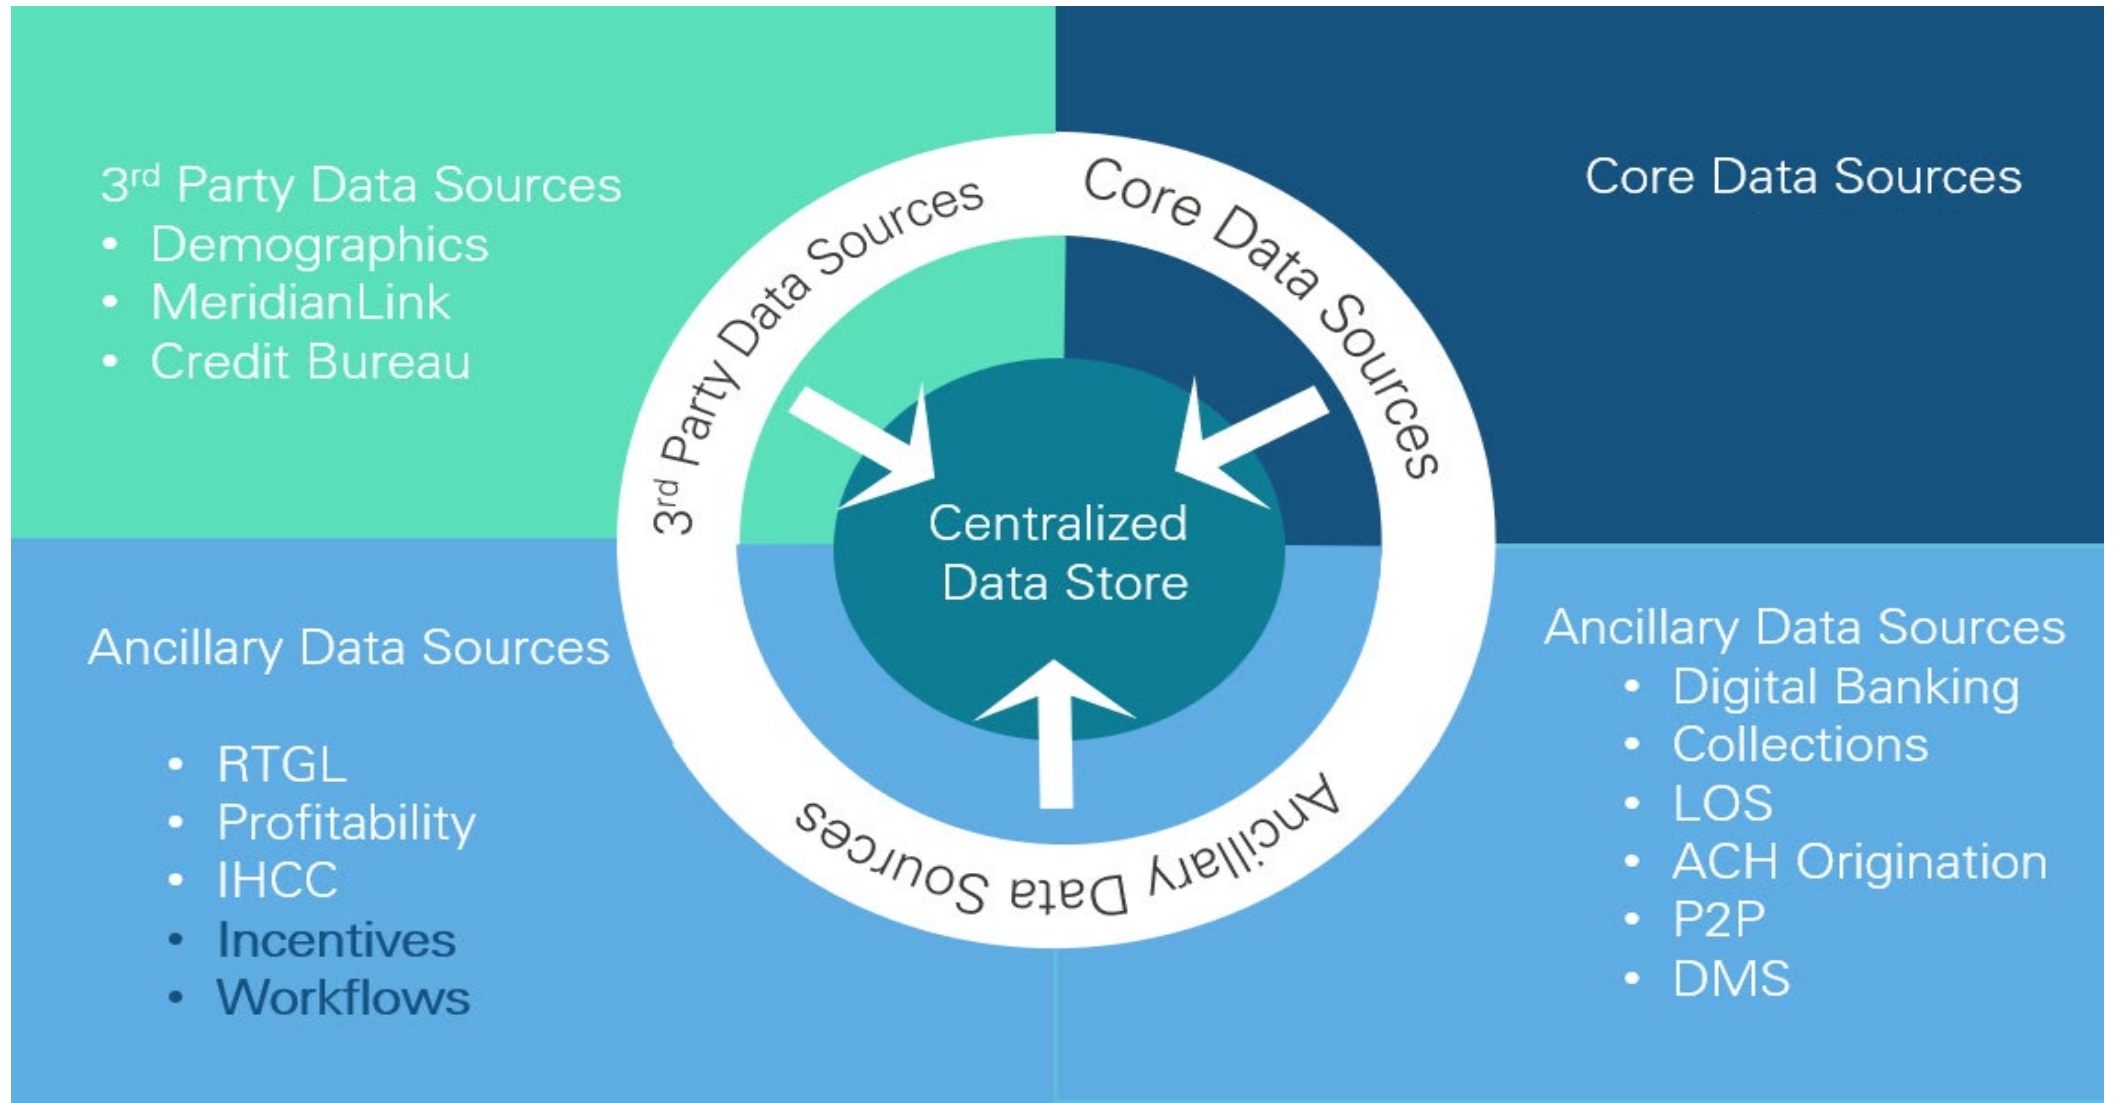 3rd Party Data Sources
• Demographics
• MeridianLink
• Credit Bureau
Core Data Sources
3rd Party Data Sources
Core Data Sources
Centralized
Data Store
Ancillary Data Sources
Ancillary Data Sources
• RTGL
• Profitability
• IHCC
• Incentives
• Workflows
Ancillary Data Sources
• Digital Banking
• Collections
• LOS
• ACH Origination
• P2P
• DMS